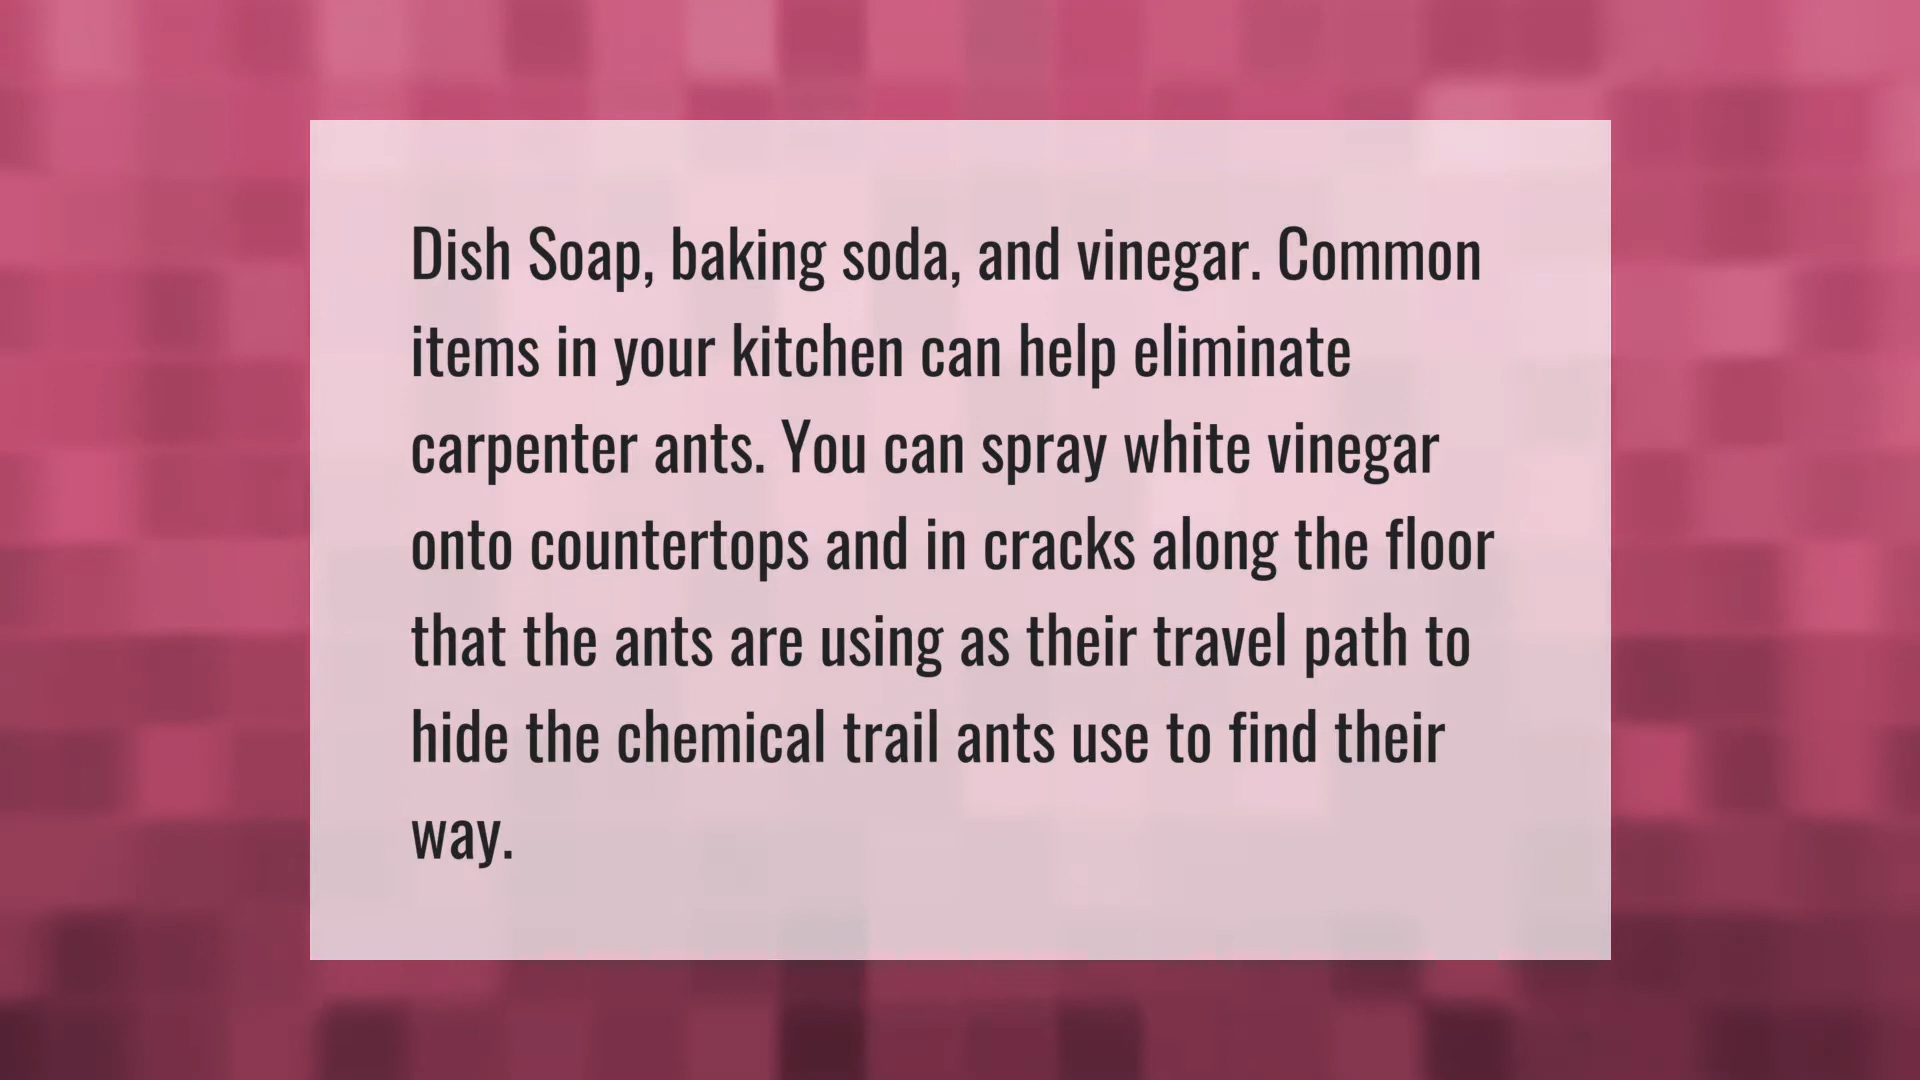 Dish Soap, baking soda, and vinegar. Common
items in your kitchen can help eliminate
carpenter ants. You can spray white vinegar
onto countertops and in cracks along the floor
that the ants are using as their travel path to
hide the chemical trail ants use to find their
way.